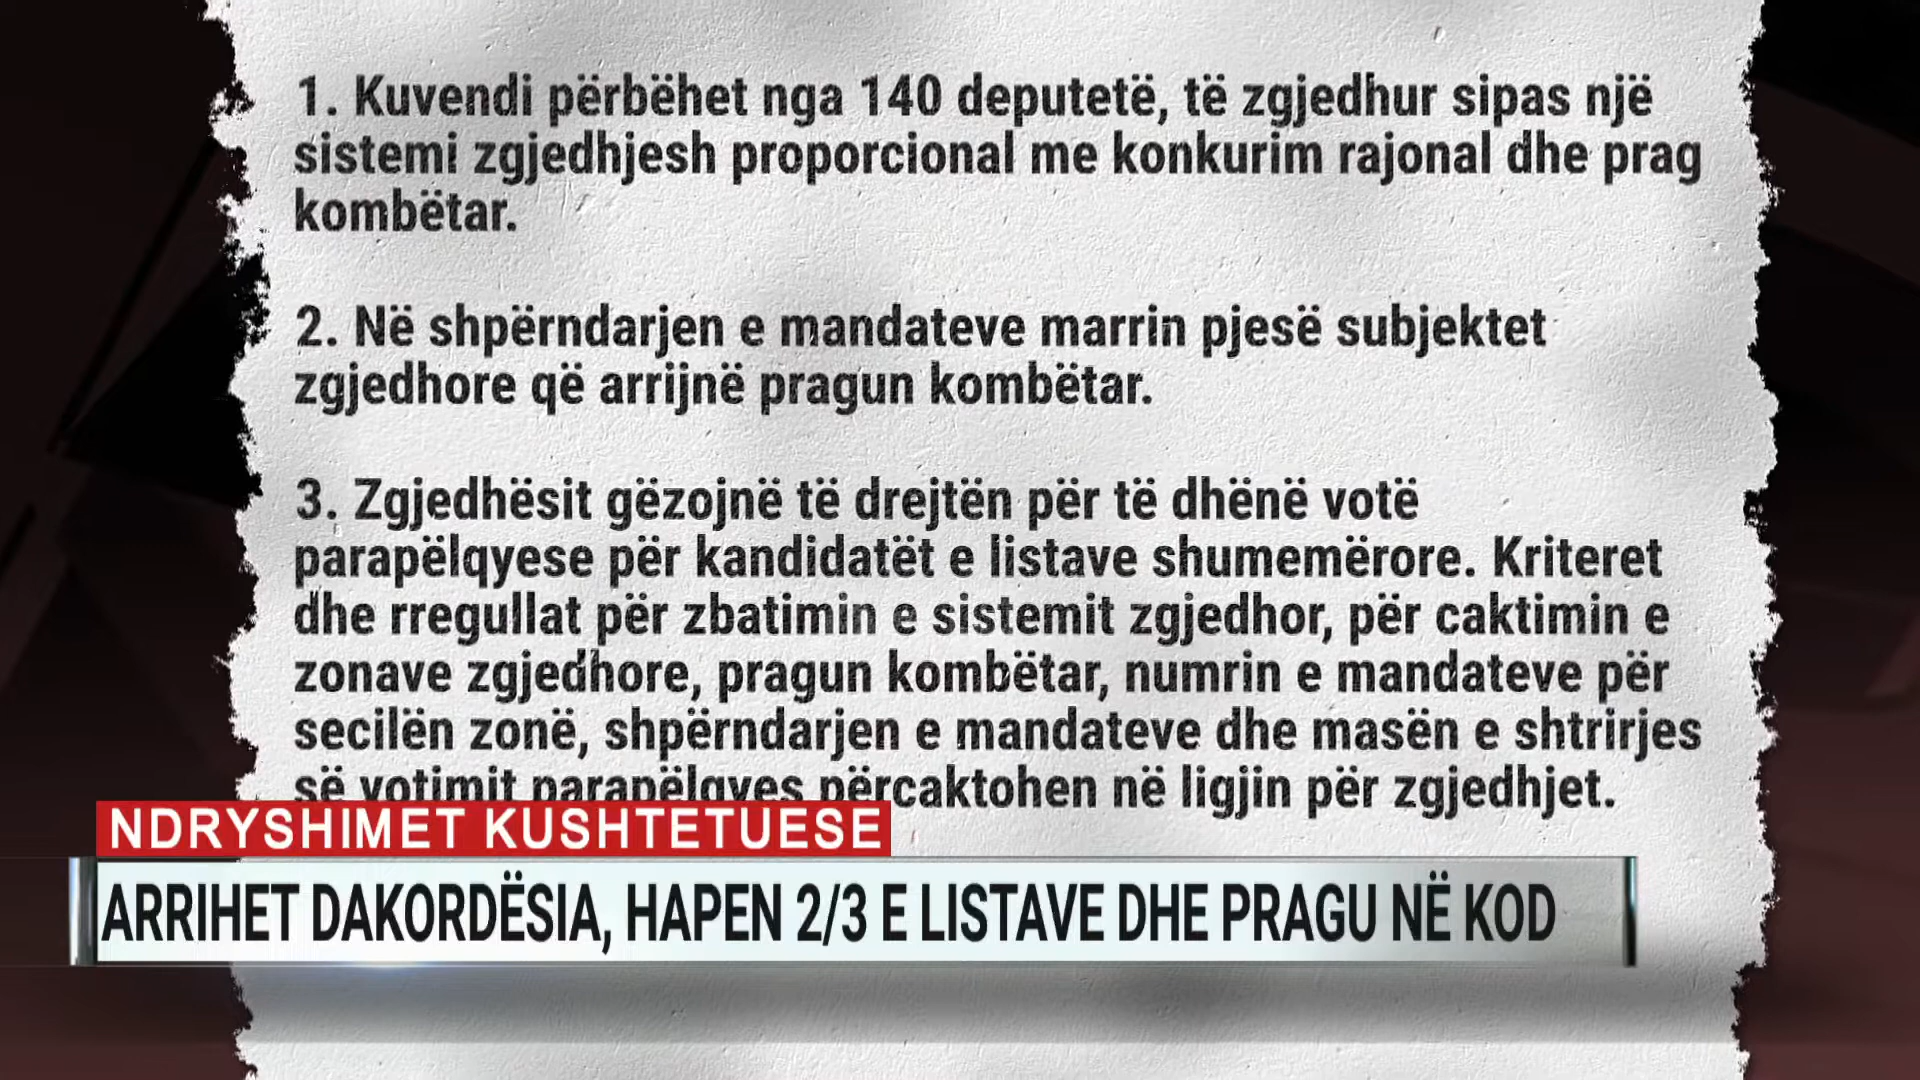 1. Kuvendi përbëhet nga 140 deputetë, të zgjedhur sipas një
sistemi zgjedhjesh proporcional me konkurim rajonal dhe prag
kombëtar.
2. Në shpërndarjen e mandateve marrin pjesë subjektet
zgjedhore që arrijnë pragun kombëtar.
3. Zgjedhësit gëzojnë të drejtën për të dhënë votë
parapëlqyese për kandidatët e listave shumemërore. Kriteret
dhe rregullat për zbatimin e sistemit zgjedhor, për caktimin e
zonave zgjedhore, pragun kombëtar, numrin e mandateve për
secilën zonë, shpërndarjen e mandateve dhe masën e shtrirjes
së votimit parapëlqyes përcaktohen në ligjin për zgjedhjet.
NDRYSHIMET KUSHTETUESE
ARRIHET DAKORDËSIA, HAPEN 2/3 E LISTAVE DHE PRAGU NË KOD